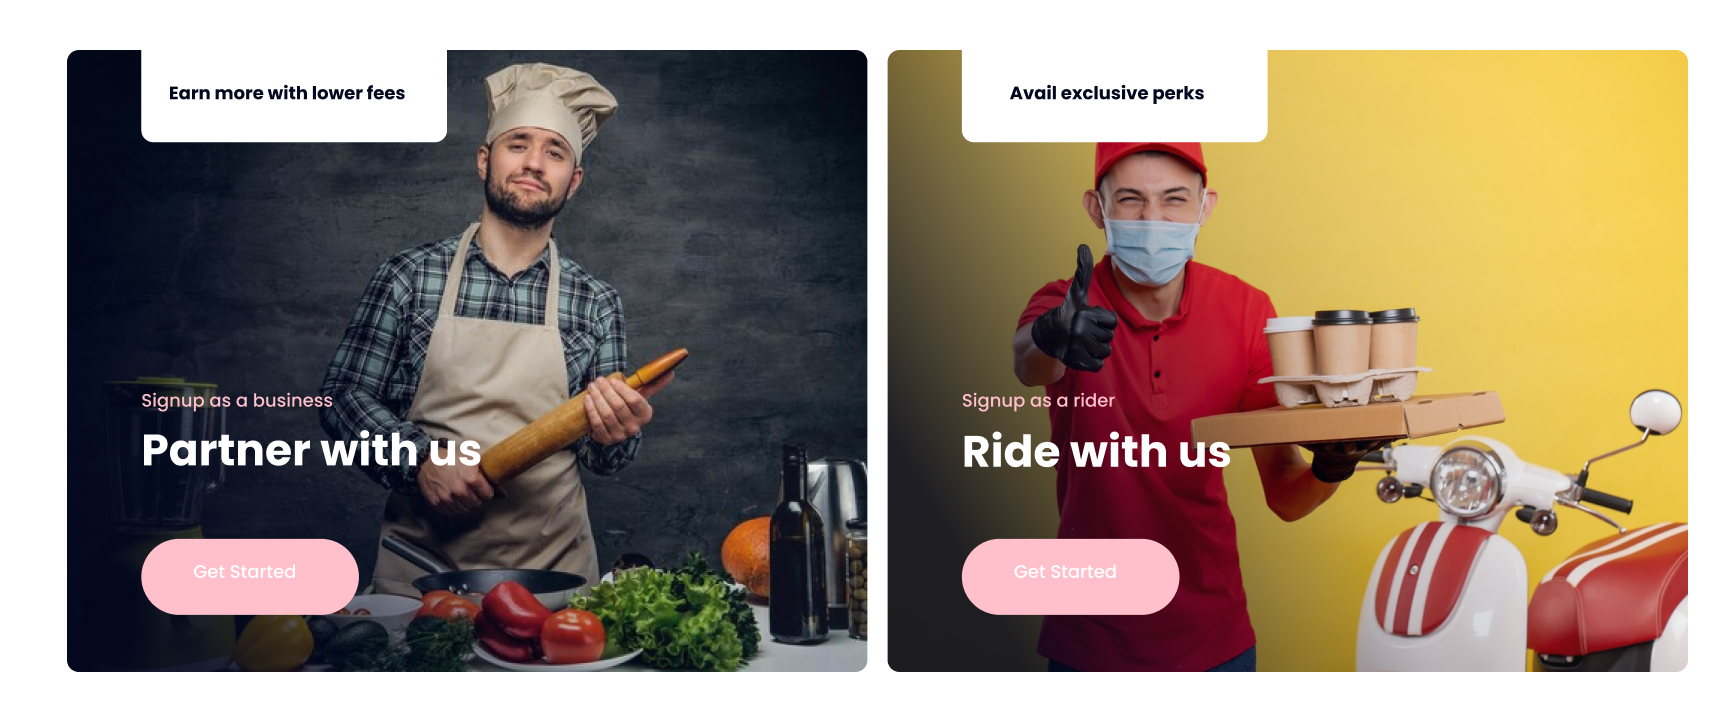 Earn more with lower fees
Signup as a business
Partner with us
Get Started
Avail exclusive perks
Signup as a rider
Ride with us
Get Started